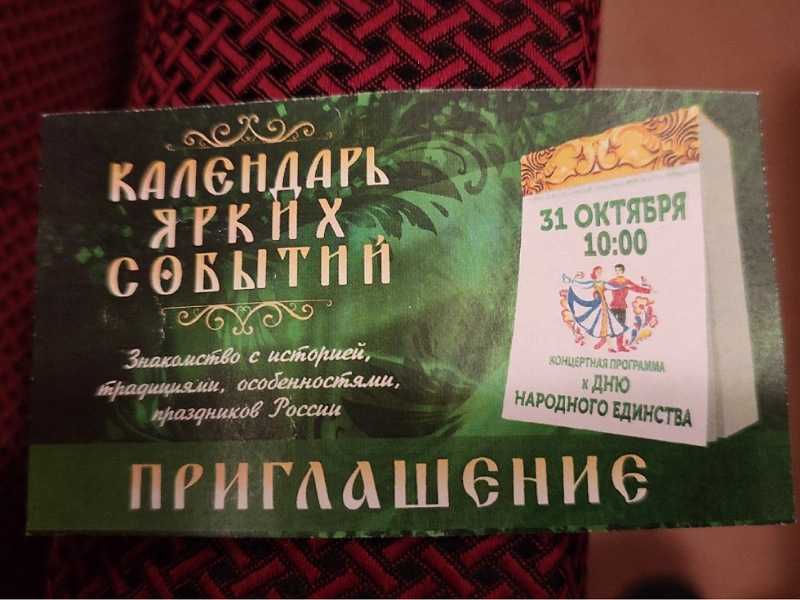 КАЛЕНДАРЬ
ЯРКИХ
СОБЫТИЙ
Знакомство с историей,
традициями, особенностями,
праздников России
31 ОКТЯБРЯ
10:00
КОНЦЕРТНАЯ ПРОГРАММА
К ДНЮ
НАРОДНОГО ЕДИНСТВА
ПРИГЛАШЕНИЕ